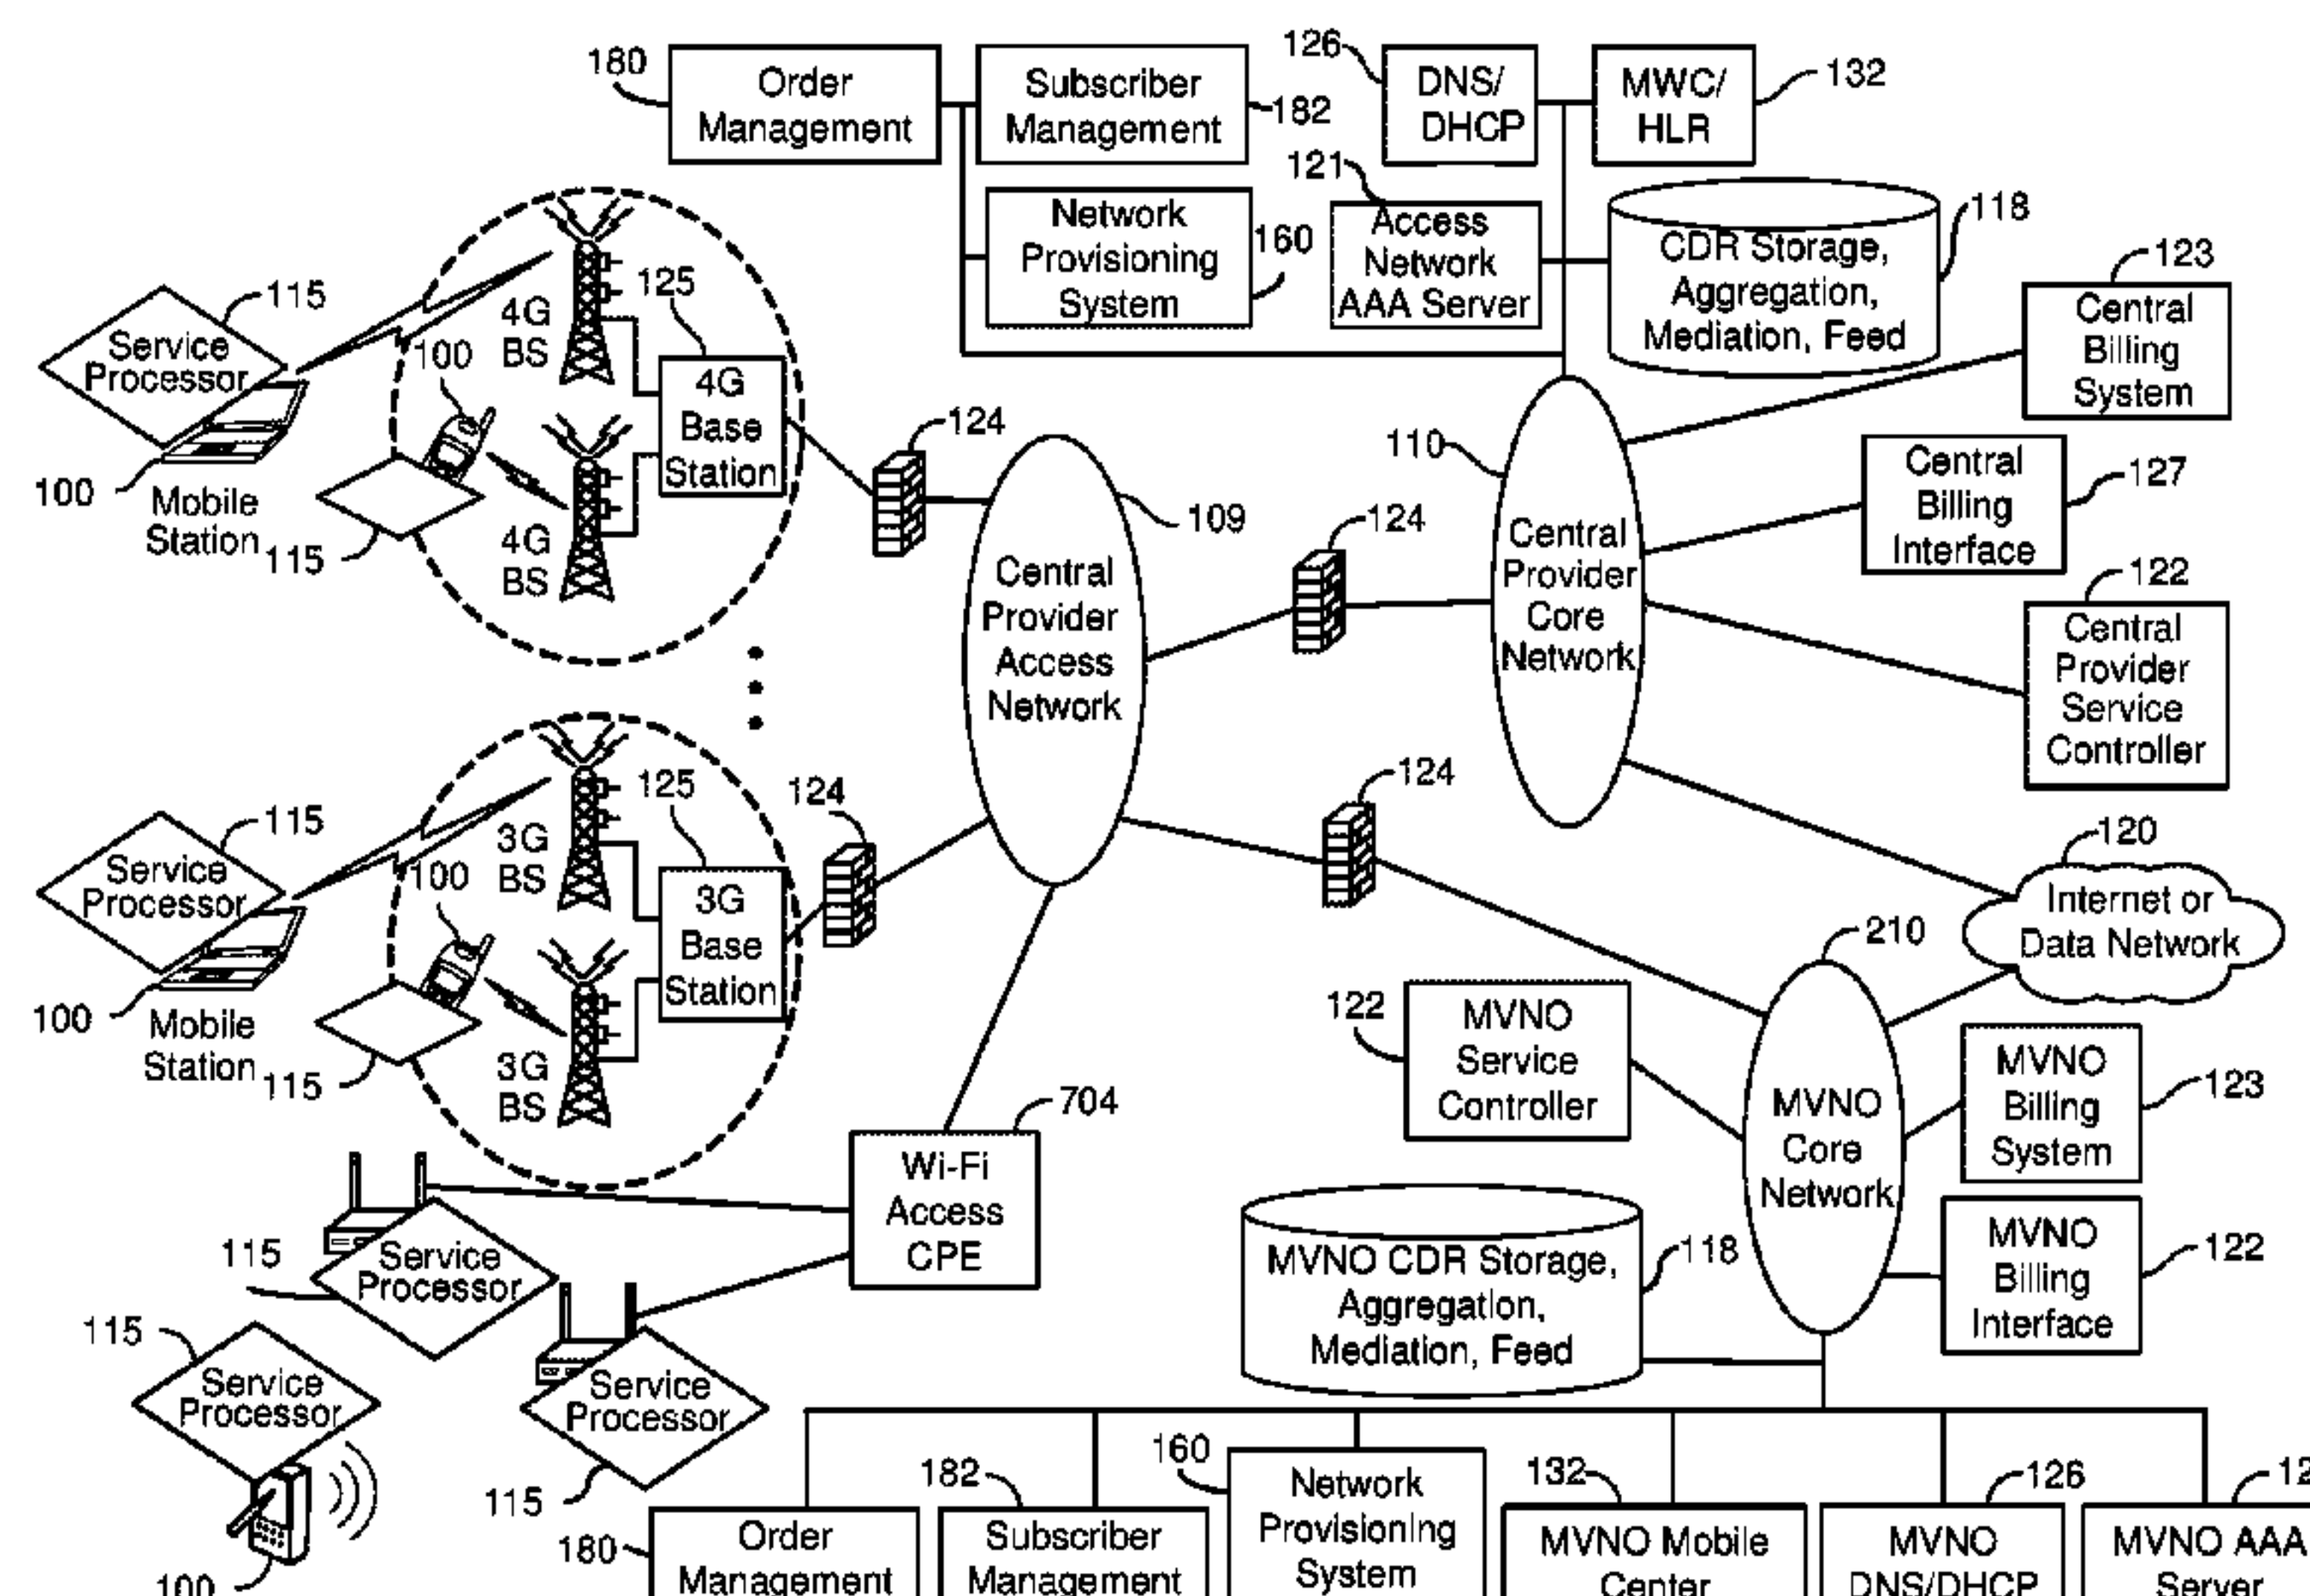 180
Order
Management
Subscriber
Management
182
126
DNS/
DHCP
MWC/
HLR
132
121
Network
Provisioning
System
160
Access
Network
AAA Server
CDR Storage,
Aggregation,
Mediation, Feed
118
123
Central
Billing
System
115
Service
Processor
100
Mobile
Station
100
115
4G
BS
4G
BS
125
4G
Base
Station
124
109
Central
Provider
Access
Network
124
110
Central
Provider
Core
Network
Central
Billing
Interface
127
122
Central
Provider
Service
Controller
115
Service
Processor
100
Mobile
Station
100
115
3G
BS
3G
BS
125
3G
Base
Station
124
124
120
Internet or
Data Network
210
122
MVNO
Service
Controller
MVNO
Core
Network
MVNO
Billing
System
123
704
Wi-Fi
Access
CPE
MVNO
Billing
Interface
122
MVNO CDR Storage,
Aggregation,
Mediation, Feed
118
115
Service
Processor
115
Service
Processor
Service
Processor
115
100
180
Order
Management
182
Subscriber
Management
160
Network
Provisioning
System
132
MVNO Mobile
Center
126
MVNO
DNS/DHCP
MVNO AAA
Server